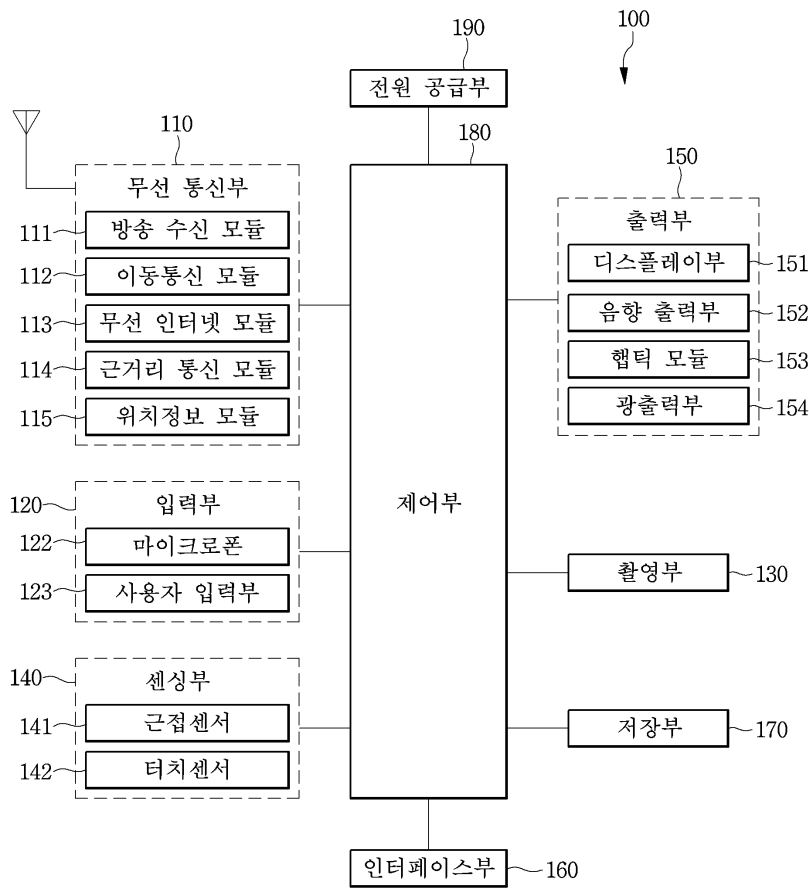 190
100
전원 공급부
110
180
150
무선 통신부
출력부
111
방송 수신 모듈
디스플레이부
151
112
이동통신 모듈
음향 출력부
152
113
무선 인터넷 모듈
햅틱 모듈
153
114
근거리 통신 모듈
광출력부
154
115
위치정보 모듈
제어부
120
입력부
122
마이크로폰
촬영부
130
123
사용자 입력부
140
센싱부
141
근접센서
저장부
170
142
터치센서
인터페이스부
160